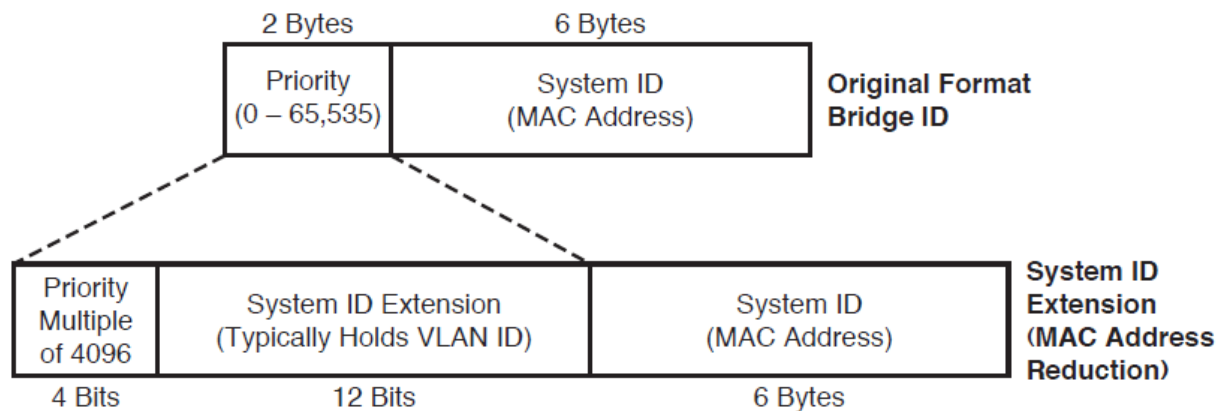 2 Bytes
6 Bytes
Priority
(0 – 65,535)
System ID
(MAC Address)
Original Format
Bridge ID
Priority
Multiple
of 4096
System ID Extension
(Typically Holds VLAN ID)
System ID
(MAC Address)
System ID
Extension
(MAC Address
Reduction)
4 Bits
12 Bits
6 Bytes